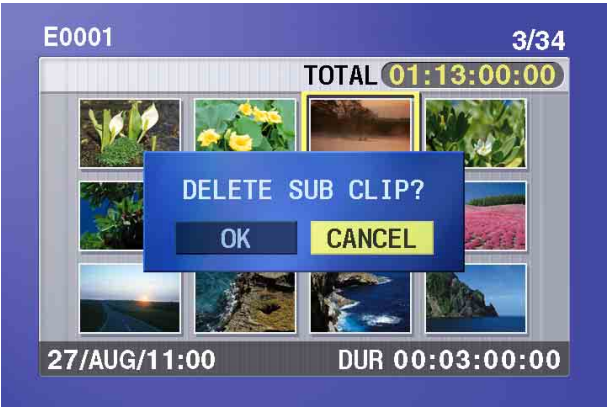 E0001 3/34
TOTAL 01:13:00:00
DELETE SUB CLIP?
OK CANCEL
27/AUG/11:00 DUR 00:03:00:00